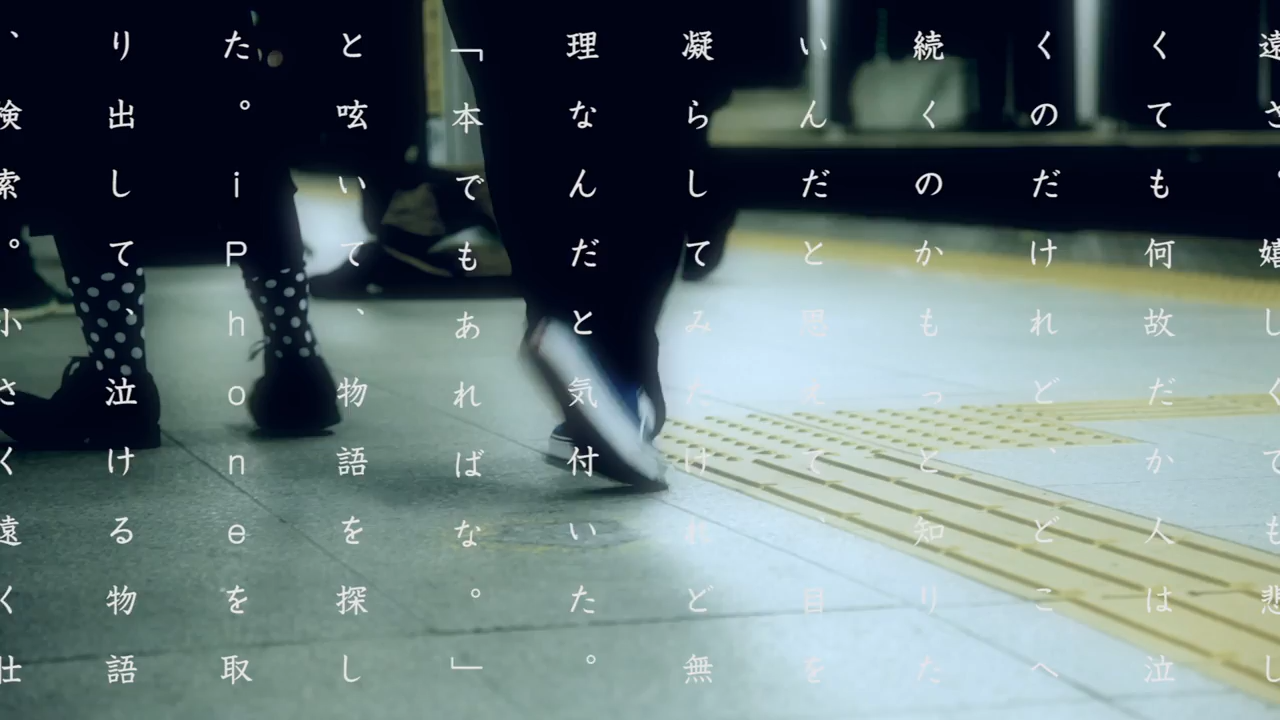 遠さ。嬉しくても悲し
くても何故だか人は泣
くのだけれど、どこへ
続くのかもっと知りた
いんだと思えて、目を
凝らしてみたけれど無
理なんだと気付いた。
「本でもあればな。」
と呟いて、物語を探し
た。iPhoneを取
り出して、泣ける物語
、検索。小さく遠く仕